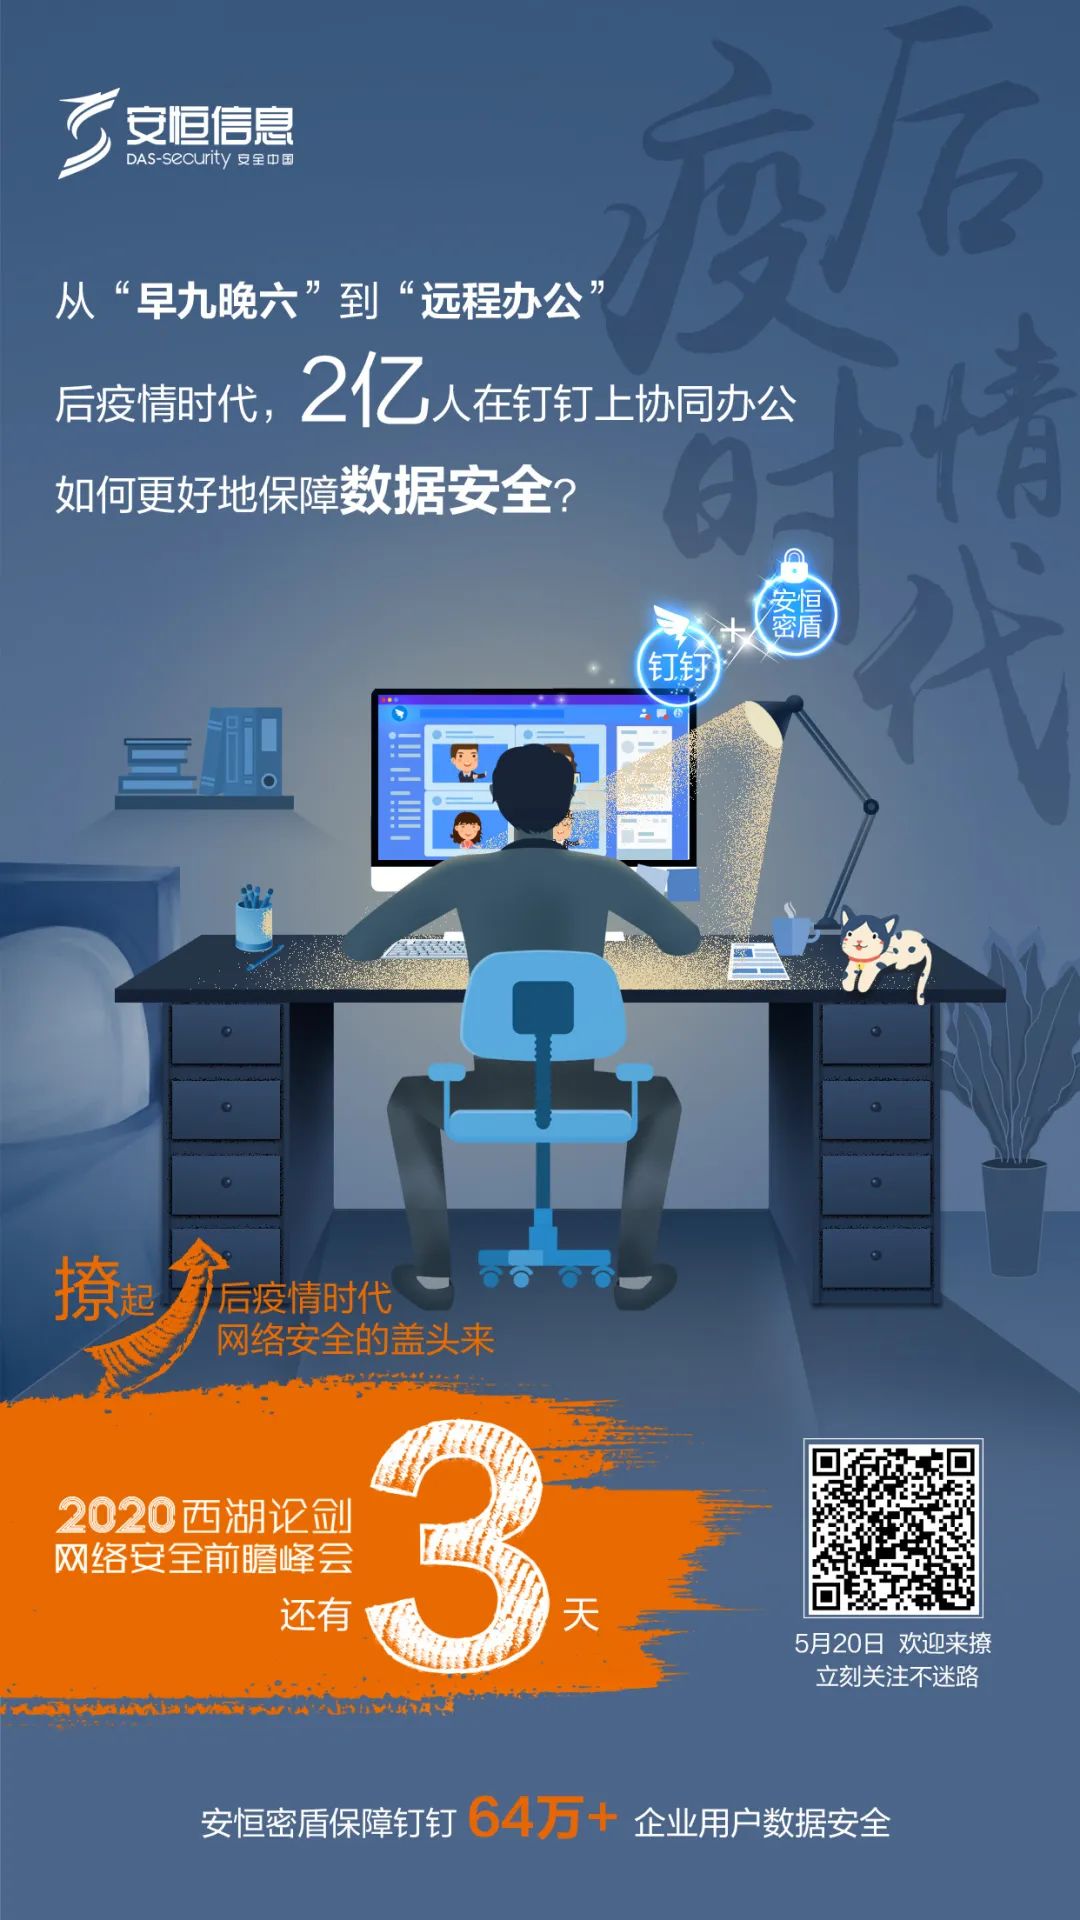 安恒信息
DAS-security 安全中国
后疫情时代
从“早九晚六”到“远程办公”
后疫情时代，2亿人在钉钉上协同办公
如何更好地保障数据安全？
安恒
密盾
+
钉钉
撩起
后疫情时代
网络安全的盖头来
2020西湖论剑
网络安全前瞻峰会
还有3天
5月20日 欢迎来撩
立刻关注不迷路
安恒密盾保障钉钉 64万+ 企业用户数据安全